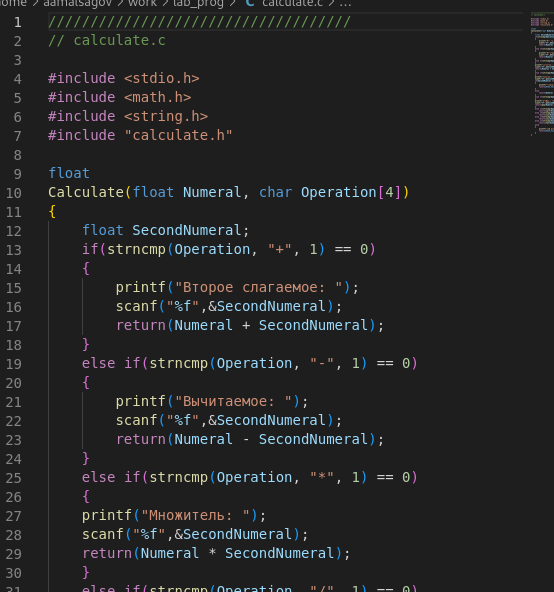 home > aamalsagov > work > lab_prog > C calculate.c > ...
1 ////////////////////////////////////
2 // calculate.c
3
4 #include <stdio.h>
5 #include <math.h>
6 #include <string.h>
7 #include "calculate.h"
8
9 float
10 Calculate(float Numeral, char Operation[4])
11 {
12 float SecondNumeral;
13 if(strncmp(Operation, "+", 1) == 0)
14 {
15 printf("Второе слагаемое: ");
16 scanf("%f",&SecondNumeral);
17 return(Numeral + SecondNumeral);
18 }
19 else if(strncmp(Operation, "-", 1) == 0)
20 {
21 printf("Вычитаемое: ");
22 scanf("%f",&SecondNumeral);
23 return(Numeral - SecondNumeral);
24 }
25 else if(strncmp(Operation, "*", 1) == 0)
26 {
27 printf("Множитель: ");
28 scanf("%f",&SecondNumeral);
29 return(Numeral * SecondNumeral);
30 }
31 else if(strncmp(Operation, "/", 1) == 0)